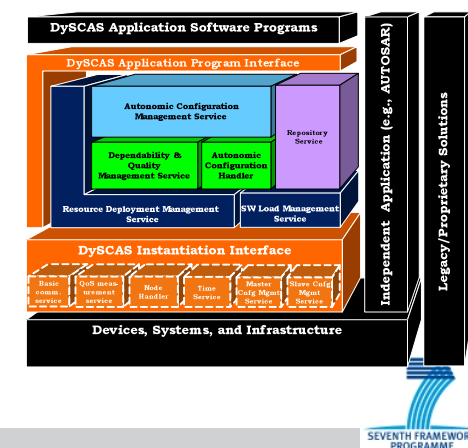 DySCAS Application Software Programs
DySCAS Application Program Interface
Autonomic Configuration
Management Service
Repository
Service
Dependability &
Quality
Management Service
Autonomic
Configuration
Handler
Resource Deployment Management
Service
SW Load Management
Service
DySCAS Instantiation Interface
Basic
comm.
service
QoS meas-
urement
service
Node
Handler
Time
Service
Master
Cnfg Mgmt
Service
Slave Cnfg
Mgmt
Service
Devices, Systems, and Infrastructure
Independent Application (e.g., AUTOSAR)
Legacy/Proprietary Solutions
SEVENTH FRAMEWORK
PROGRAMME